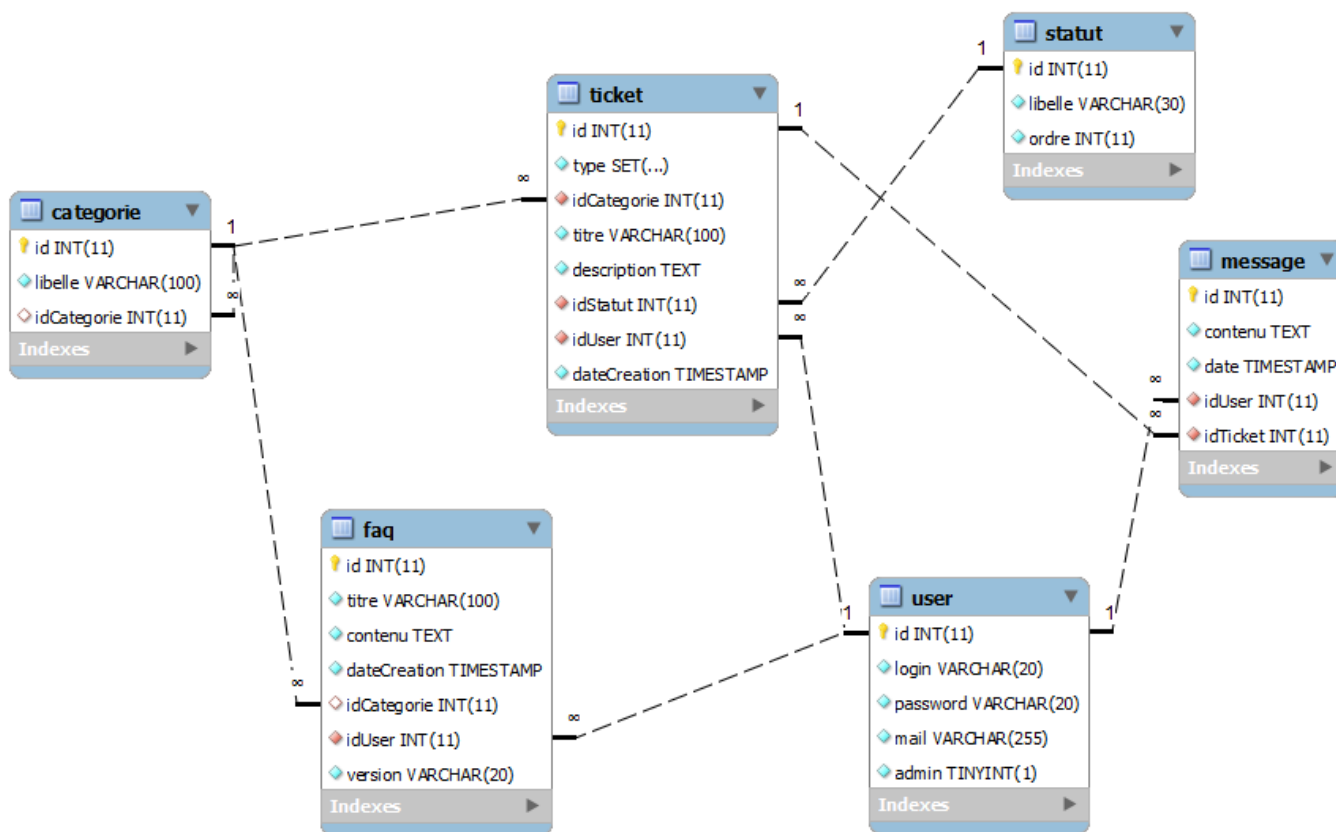 categorie
id INT(11)
libelle VARCHAR(100)
idCategorie INT(11)
Indexes
1
∞
∞
ticket
id INT(11)
type SET(...)
idCategorie INT(11)
titre VARCHAR(100)
description TEXT
idStatut INT(11)
idUser INT(11)
dateCreation TIMESTAMP
Indexes
1
∞
∞
1
statut
id INT(11)
libelle VARCHAR(30)
ordre INT(11)
Indexes
message
id INT(11)
contenu TEXT
date TIMESTAMP
idUser INT(11)
idTicket INT(11)
Indexes
∞
∞
faq
id INT(11)
titre VARCHAR(100)
contenu TEXT
dateCreation TIMESTAMP
idCategorie INT(11)
idUser INT(11)
version VARCHAR(20)
Indexes
∞
∞
user
id INT(11)
login VARCHAR(20)
password VARCHAR(20)
mail VARCHAR(255)
admin TINYINT(1)
Indexes
1
1